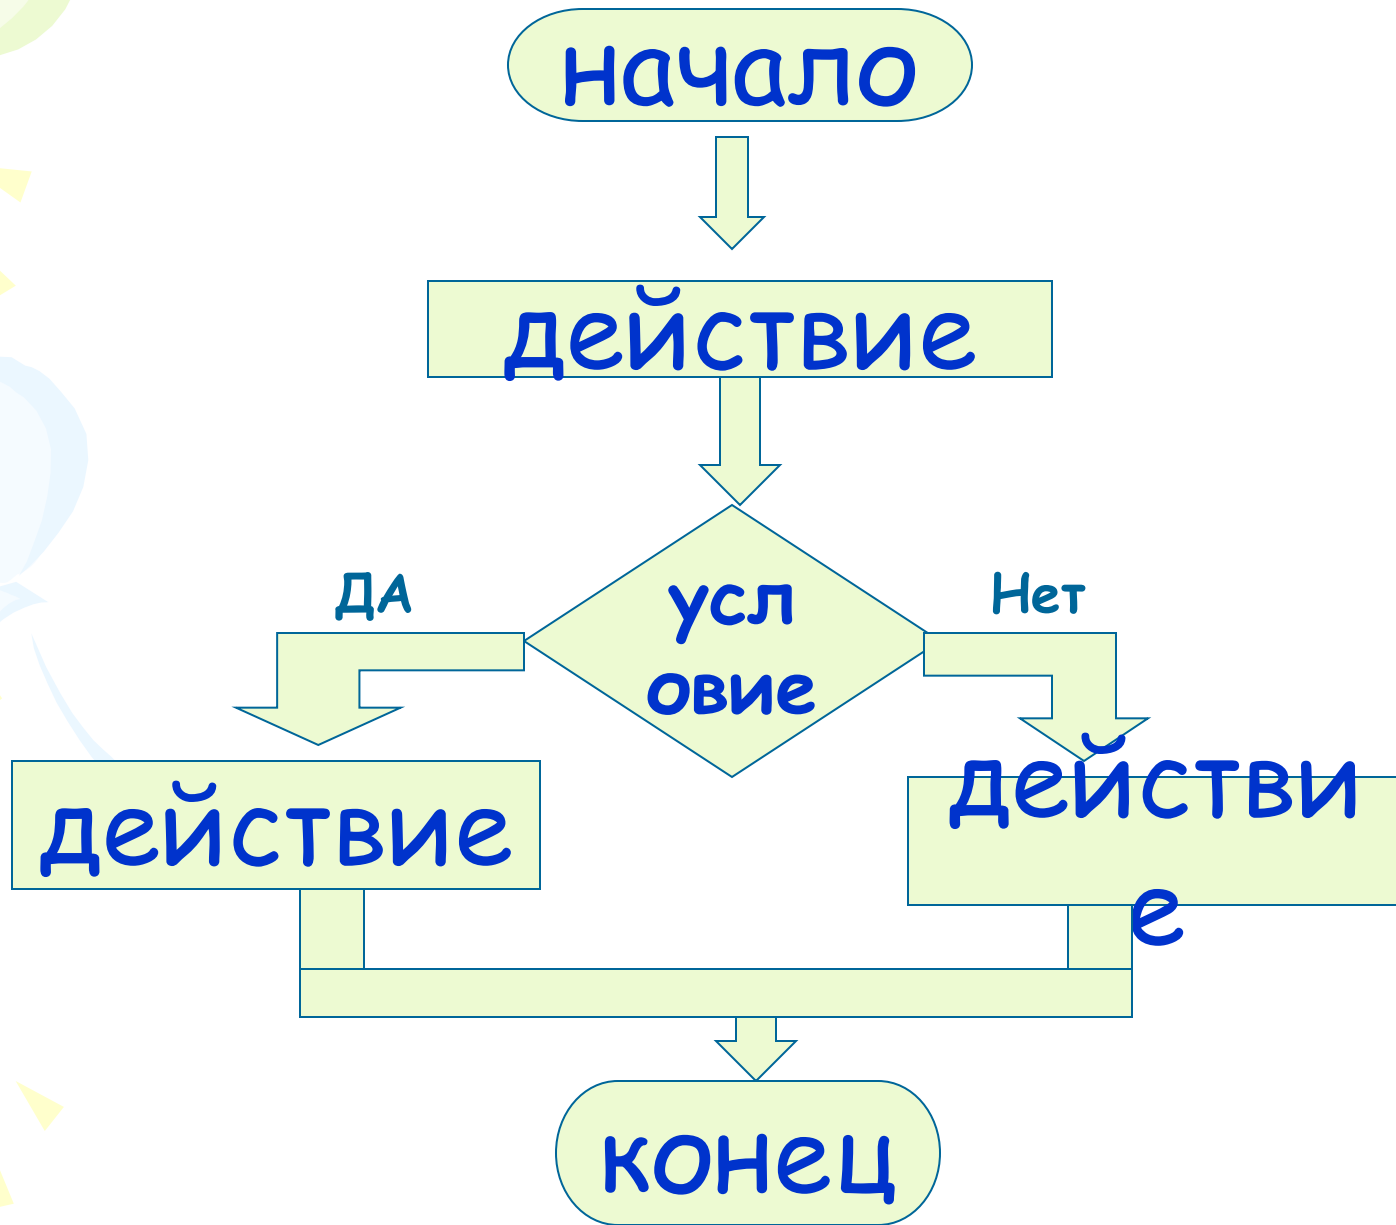 начало
действие
ДА
Нет
усл
овие
действие
действи
е
конец